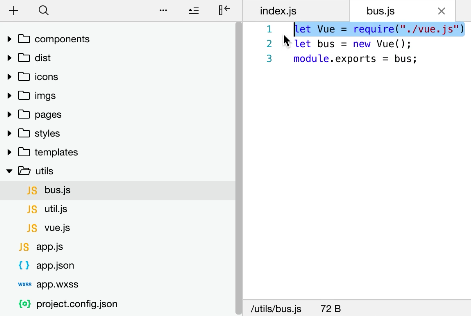 index.js
bus.js
components
dist
icons
imgs
pages
styles
templates
utils
JS bus.js
JS util.js
JS vue.js
JS app.js
{ } app.json
wxss app.wxss
{o} project.config.json
1 let Vue = require("./vue.js")
2 let bus = new Vue();
3 module.exports = bus;
/utils/bus.js 72 B